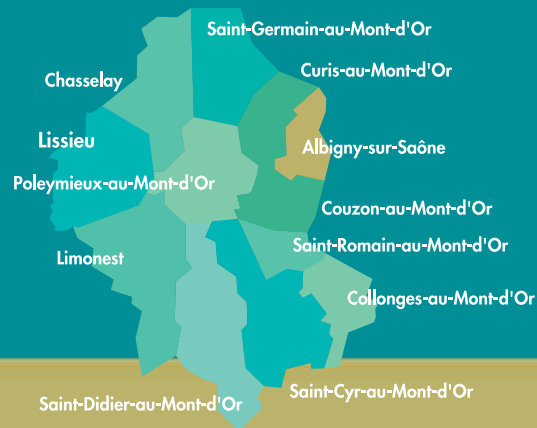 Saint-Germain-au-Mont-d'Or
Curis-au-Mont-d'Or
Chasselay
Lissieu
Albigny-sur-Saône
Poleymieux-au-Mont-d'Or
Couzon-au-Mont-d'Or
Saint-Romain-au-Mont-d'Or
Limonest
Collonges-au-Mont-d'Or
Saint-Cyr-au-Mont-d'Or
Saint-Didier-au-Mont-d'Or